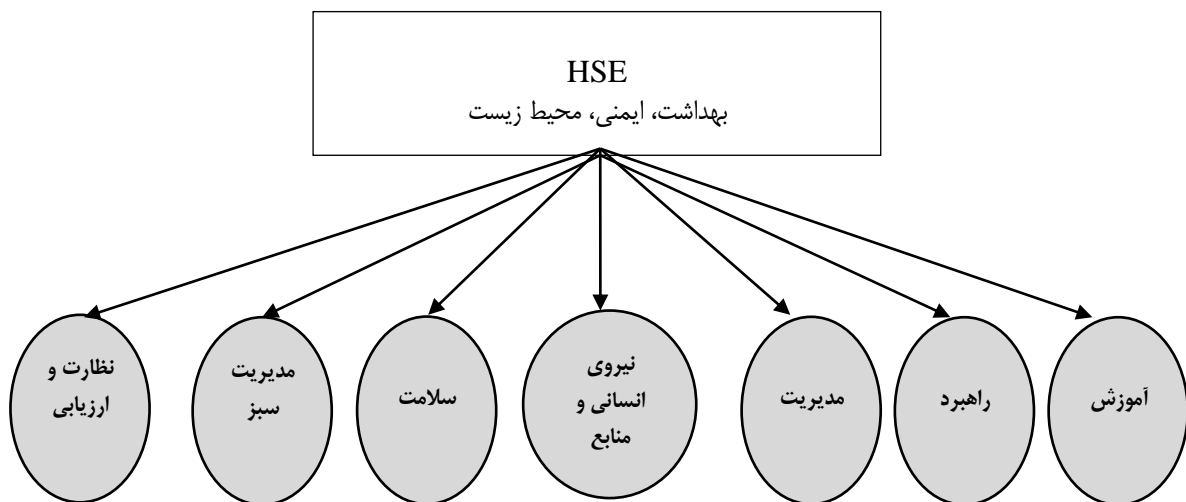 HSE
بهداشت، ایمنی، محیط زیست
آموزش
راهبرد
مدیریت
نیروی
انسانی و
منابع
سلامت
مدیریت
سبز
نظارت و
ارزیابی